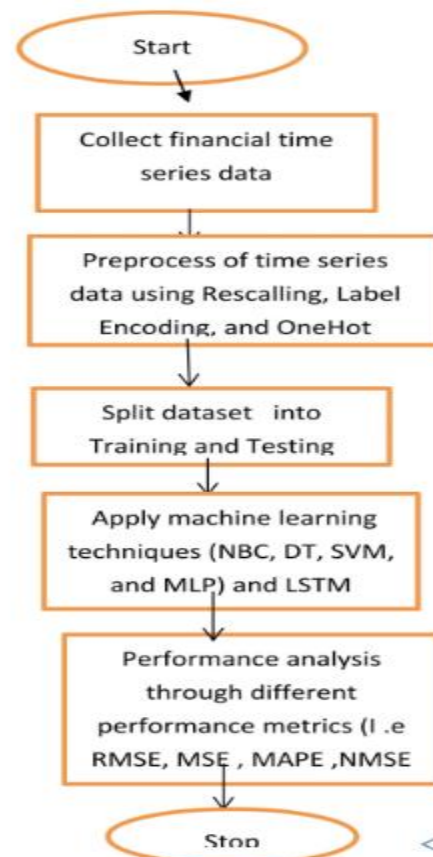 Start
Collect financial time
series data
Preprocess of time series
data using Rescalling, Label
Encoding, and OneHot
Split dataset into
Training and Testing
Apply machine learning
techniques (NBC, DT, SVM,
and MLP) and LSTM
Performance analysis
through different
performance metrics (I .e
RMSE, MSE , MAPE ,NMSE
Stop